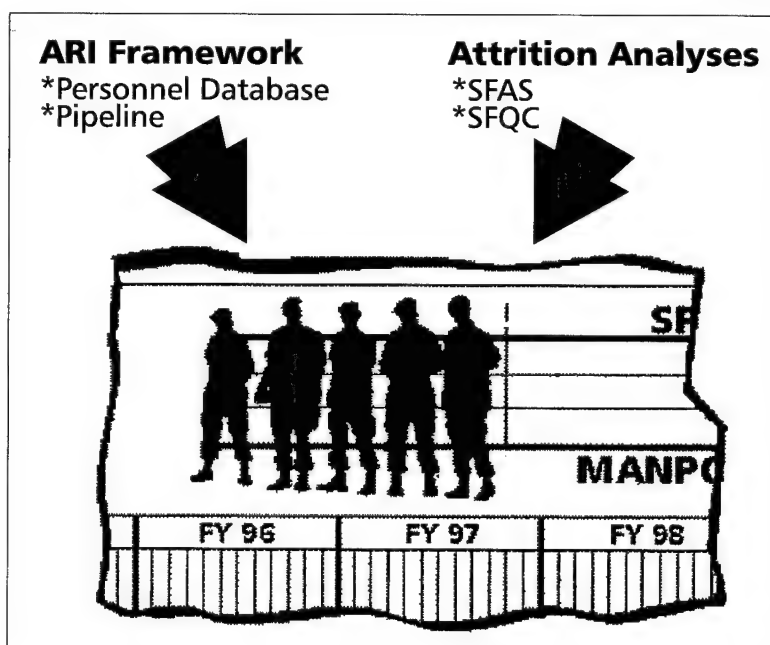 ARI Framework
*Personnel Database
*Pipeline
Attrition Analyses
*SFAS
*SFQC
SF
MANPO
FY 96
FY 97
FY 98